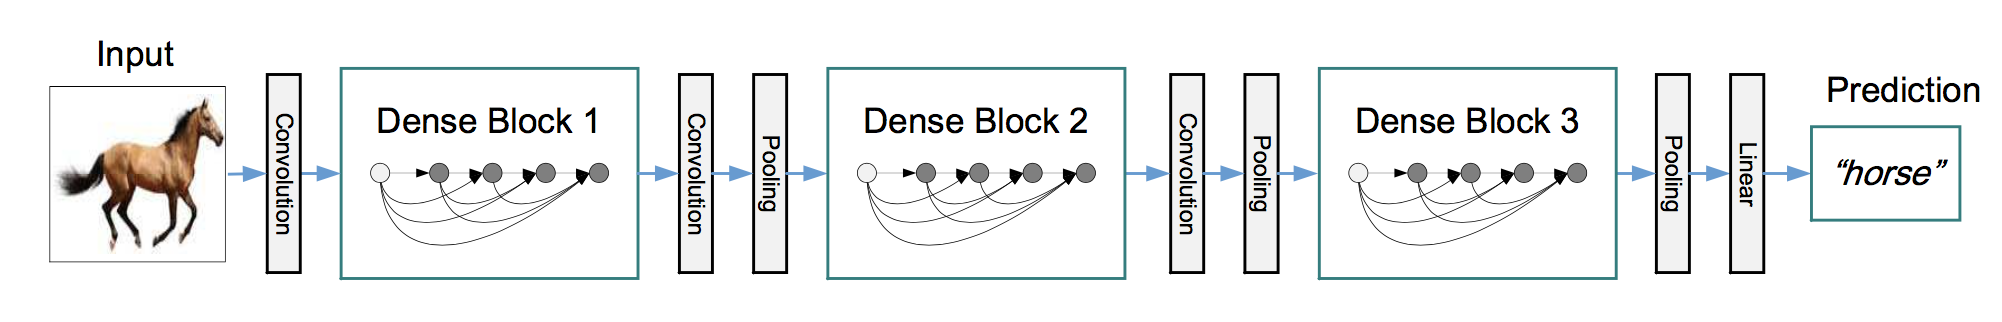 Input
Convolution
Dense Block 1
Convolution
Pooling
Dense Block 2
Convolution
Pooling
Dense Block 3
Pooling
Linear
Prediction
“horse”